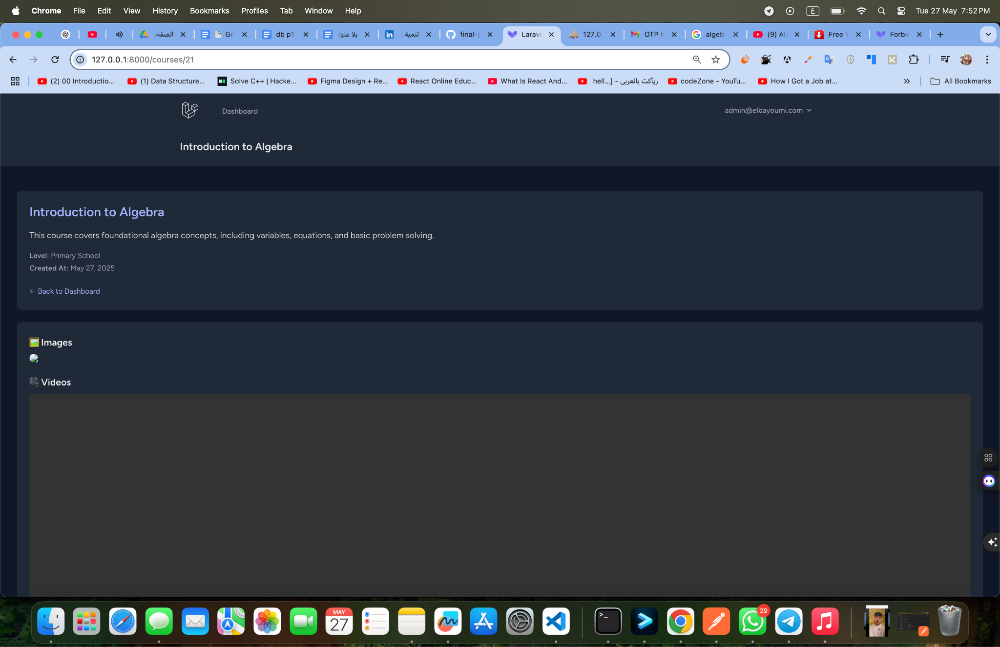 Chrome File Edit View History Bookmarks Profiles Tab Window Help ع Tue 27 May 7:52 PM
الصفحة Gr db p1 بلا عنوا تنمية | final-p Larave 127.0. OTP f algeb (9) Al Free Y Forbid
127.0.0.1:8000/courses/21
(2) 00 Introductio... (1) Data Structure... Solve C++ | Hacke... Figma Design + Re... React Online Educ... What Is React And... hell...] - رياكت بالعربى codeZone - YouTu... How I Got a Job at... » All Bookmarks
Dashboard admin@elbayoumi.com
Introduction to Algebra
Introduction to Algebra
This course covers foundational algebra concepts, including variables, equations, and basic problem solving.
Level: Primary School
Created At: May 27, 2025
← Back to Dashboard
Images
Videos
MAY
27
29